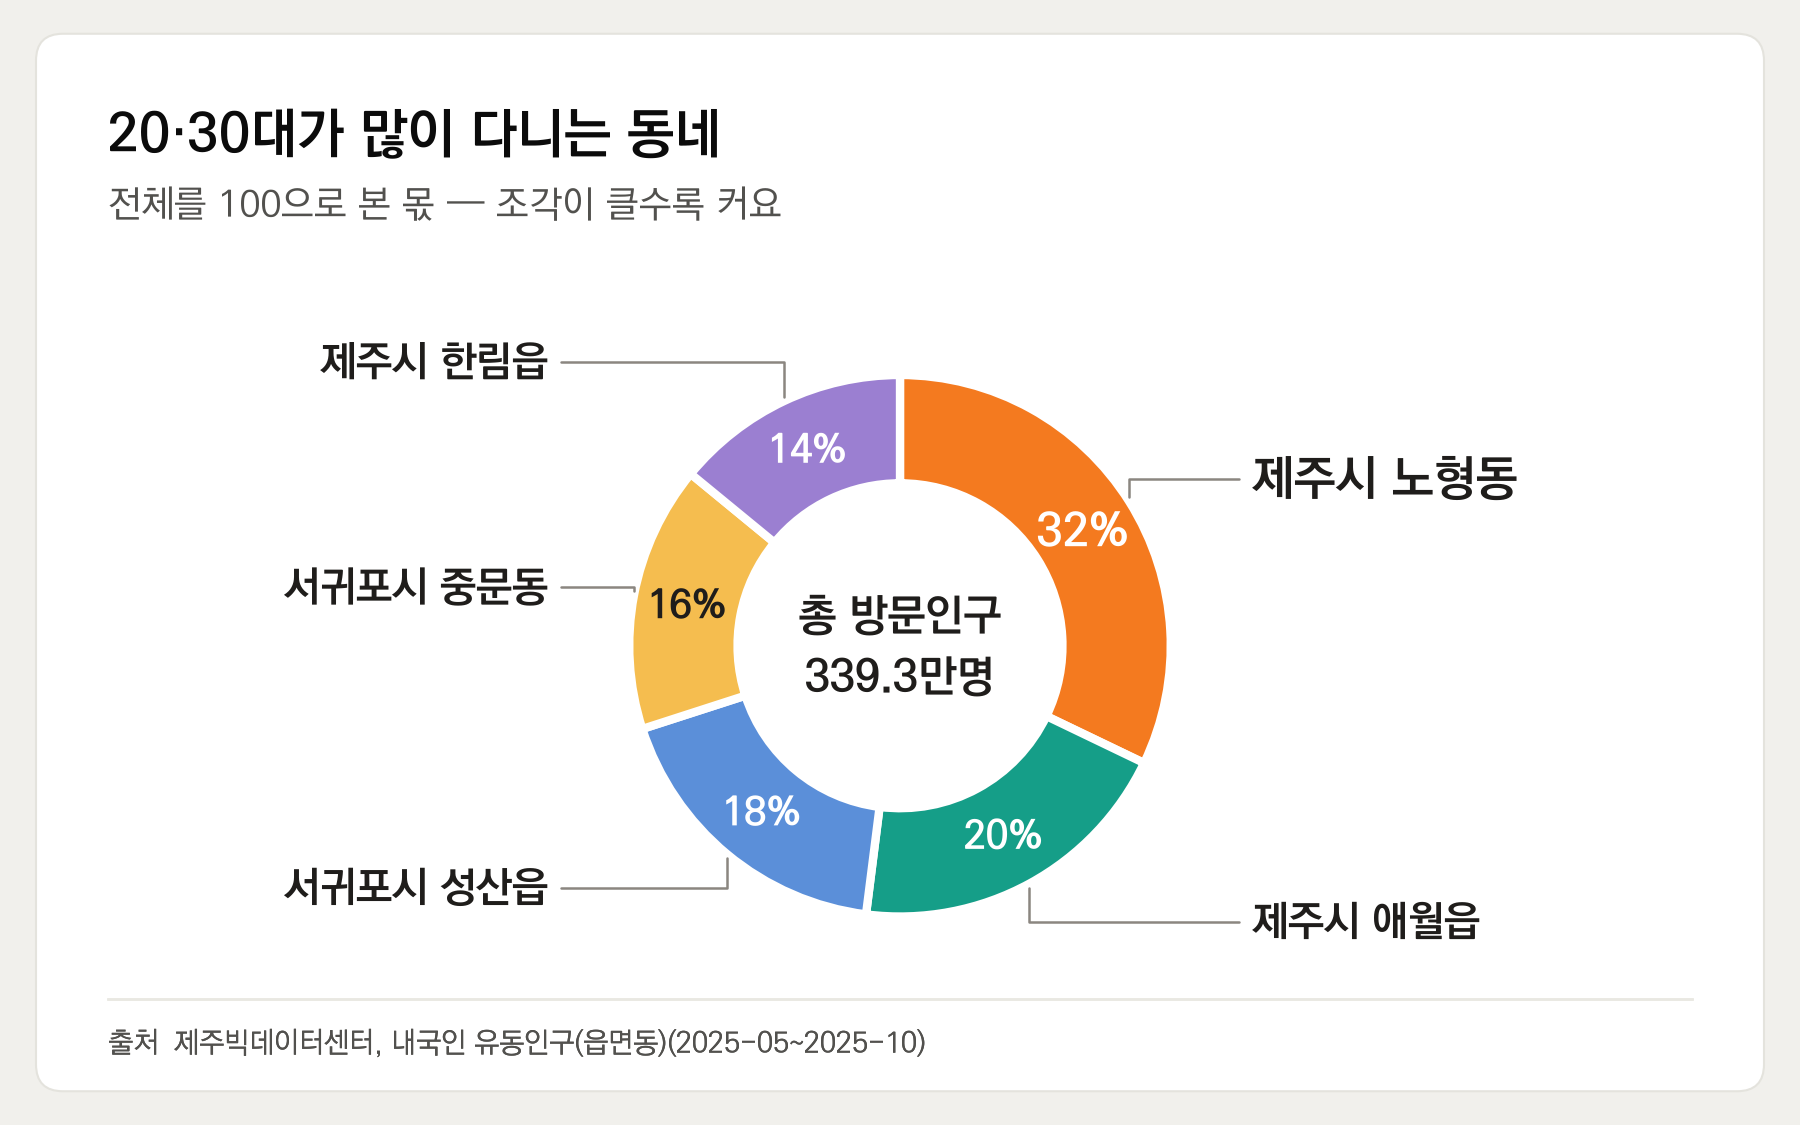 20·30대가 많이 다니는 동네
전체를 100으로 본 몫 — 조각이 클수록 커요
제주시 한림읍
14%
제주시 노형동
32%
서귀포시 중문동
16%
총 방문인구
339.3만명
18%
20%
서귀포시 성산읍
제주시 애월읍
출처 제주빅데이터센터, 내국인 유동인구(읍면동)(2025-05~2025-10)